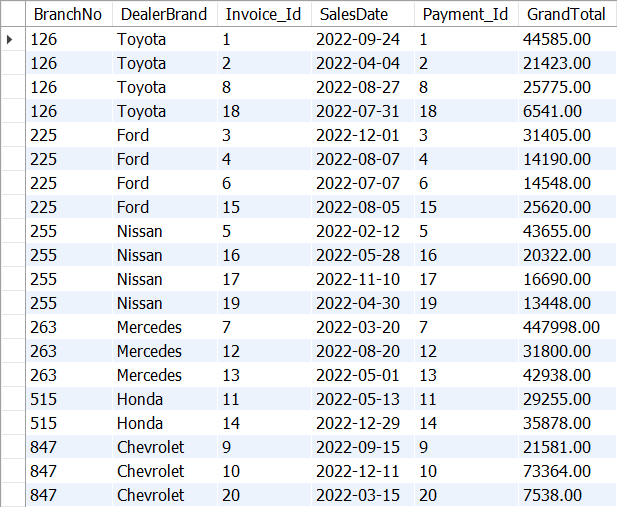 BranchNo DealerBrand Invoice_Id SalesDate Payment_Id GrandTotal
126 Toyota 1 2022-09-24 1 44585.00
126 Toyota 2 2022-04-04 2 21423.00
126 Toyota 8 2022-08-27 8 25775.00
126 Toyota 18 2022-07-31 18 6541.00
225 Ford 3 2022-12-01 3 31405.00
225 Ford 4 2022-08-07 4 14190.00
225 Ford 6 2022-07-07 6 14548.00
225 Ford 15 2022-08-05 15 25620.00
255 Nissan 5 2022-02-12 5 43655.00
255 Nissan 16 2022-05-28 16 20322.00
255 Nissan 17 2022-11-10 17 16690.00
255 Nissan 19 2022-04-30 19 13448.00
263 Mercedes 7 2022-03-20 7 447998.00
263 Mercedes 12 2022-08-20 12 31800.00
263 Mercedes 13 2022-05-01 13 42938.00
515 Honda 11 2022-05-13 11 29255.00
515 Honda 14 2022-12-29 14 35878.00
847 Chevrolet 9 2022-09-15 9 21581.00
847 Chevrolet 10 2022-12-11 10 73364.00
847 Chevrolet 20 2022-03-15 20 7538.00